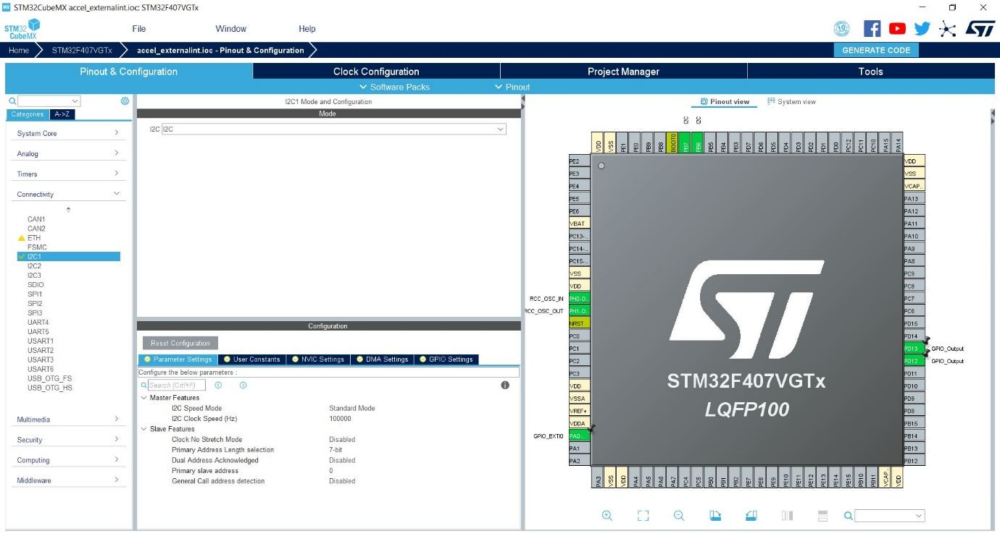 STM32CubeMX accel_externalint.ioc: STM32F407VGTx
STM32
CubeMX
File Window Help
10
Home STM32F407VGTx accel_externalint.ioc - Pinout & Configuration GENERATE CODE
Pinout & Configuration Clock Configuration Project Manager Tools
Software Packs Pinout
Categories A->Z
System Core
Analog
Timers
Connectivity
CAN1
CAN2
ETH
FSMC
I2C1
I2C2
I2C3
SDIO
SPI1
SPI2
SPI3
UART4
UART5
USART1
USART2
USART3
USART6
USB_OTG_FS
USB_OTG_HS
Multimedia
Security
Computing
Middleware
I2C1 Mode and Configuration
Mode
I2C I2C
Configuration
Reset Configuration
Parameter Settings User Constants NVIC Settings DMA Settings GPIO Settings
Configure the below parameters :
Search (Crtl+F)
Master Features
I2C Speed Mode Standard Mode
I2C Clock Speed (Hz) 100000
Slave Features
Clock No Stretch Mode Disabled
Primary Address Length selection 7-bit
Dual Address Acknowledged Disabled
Primary slave address 0
General Call address detection Disabled
Pinout view System view
I2C I2C
VDD VSS PE1 PE0 PB9 PB8 BOOT0 PB7 PB6 PB5 PB4 PB3 PD7 PD6 PD5 PD4 PD3 PD2 PD1 PD0 PC12 PC11 PC10 PA15 PA14
PE2
PE3
PE4
PE5
PE6
VBAT
PC13-..
PC14-..
PC15-..
VSS
VDD
RCC_OSC_IN PH0-O..
RCC_OSC_OUT PH1-O..
NRST
PC0
PC1
PC2
PC3
VDD
VSSA
VREF+
VDDA
GPIO_EXTI0 PA0-..
PA1
PA2
STM32F407VGTx
LQFP100
VDD
VSS
VCAP..
PA13
PA12
PA11
PA10
PA9
PA8
PC9
PC8
PC7
PC6
PD15
PD14
PD13 GPIO_Output
PD12 GPIO_Output
PD11
PD10
PD9
PD8
PB15
PB14
PB13
PB12
PA3 VSS VDD PA4 PA5 PA6 PA7 PC4 PC5 PB0 PB1 PB2 PE7 PE8 PE9 PE10 PE11 PE12 PE13 PE14 PE15 PB10 PB11 VCAP.. VDD